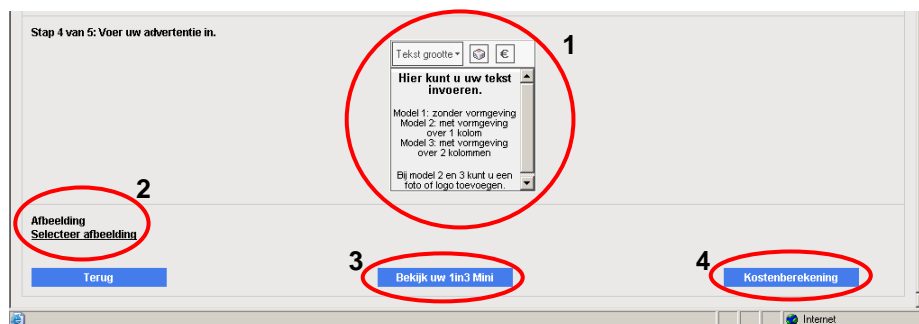 Stap 4 van 5: Voer uw advertentie in.
1
Tekst grootte
€
Hier kunt u uw tekst
invoeren.
Model 1: zonder vormgeving
Model 2: met vormgeving
over 1 kolom
Model 3: met vormgeving
over 2 kolommen
Bij model 2 en 3 kunt u een
foto of logo toevoegen.
2
Afbeelding
Selecteer afbeelding
3
4
Terug
Bekijk uw 1in3 Mini
Kostenberekening
Internet